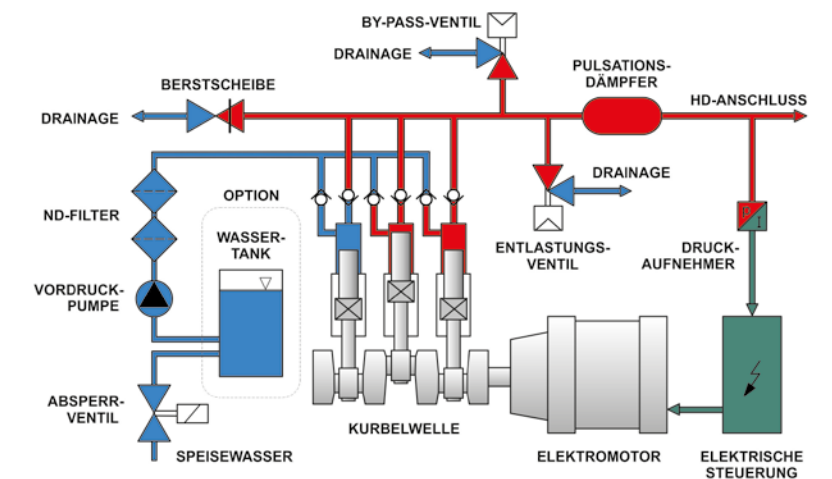 BY-PASS-VENTIL
DRAINAGE
PULSATIONS-
DÄMPFER
BERSTSCHEIBE
HD-ANSCHLUSS
DRAINAGE
DRAINAGE
OPTION
ND-FILTER
WASSER-
TANK
ENTLASTUNGS-
VENTIL
P
I
DRUCK-
AUFNEHMER
VORDRUCK-
PUMPE
ABSPERR-
VENTIL
KURBELWELLE
SPEISEWASSER
ELEKTROMOTOR
ELEKTRISCHE
STEUERUNG